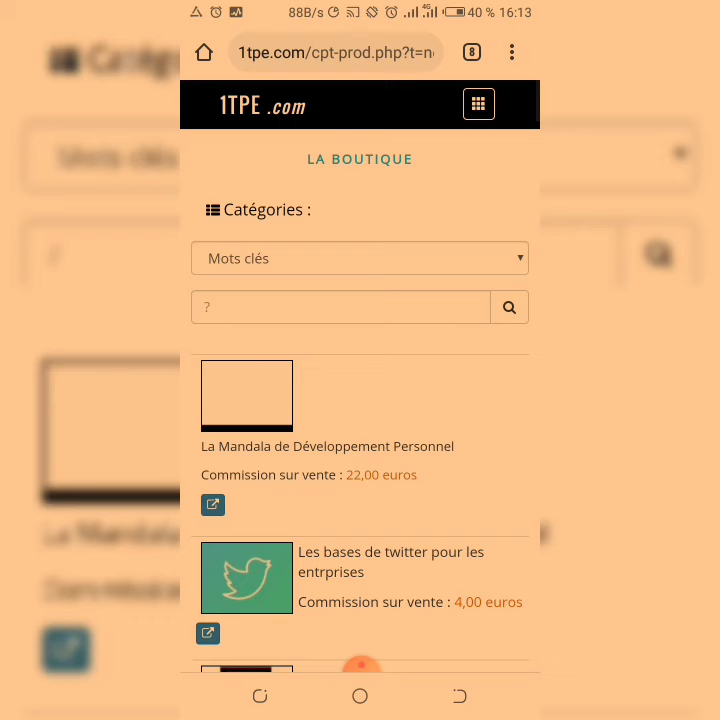 88B/s 4G 40 % 16:13
1tpe.com/cpt-prod.php?t=n
8
1TPE .com
LA BOUTIQUE
Catégories :
Mots clés
?
La Mandala de Développement Personnel
Commission sur vente : 22,00 euros
Les bases de twitter pour les
entrprises
Commission sur vente : 4,00 euros